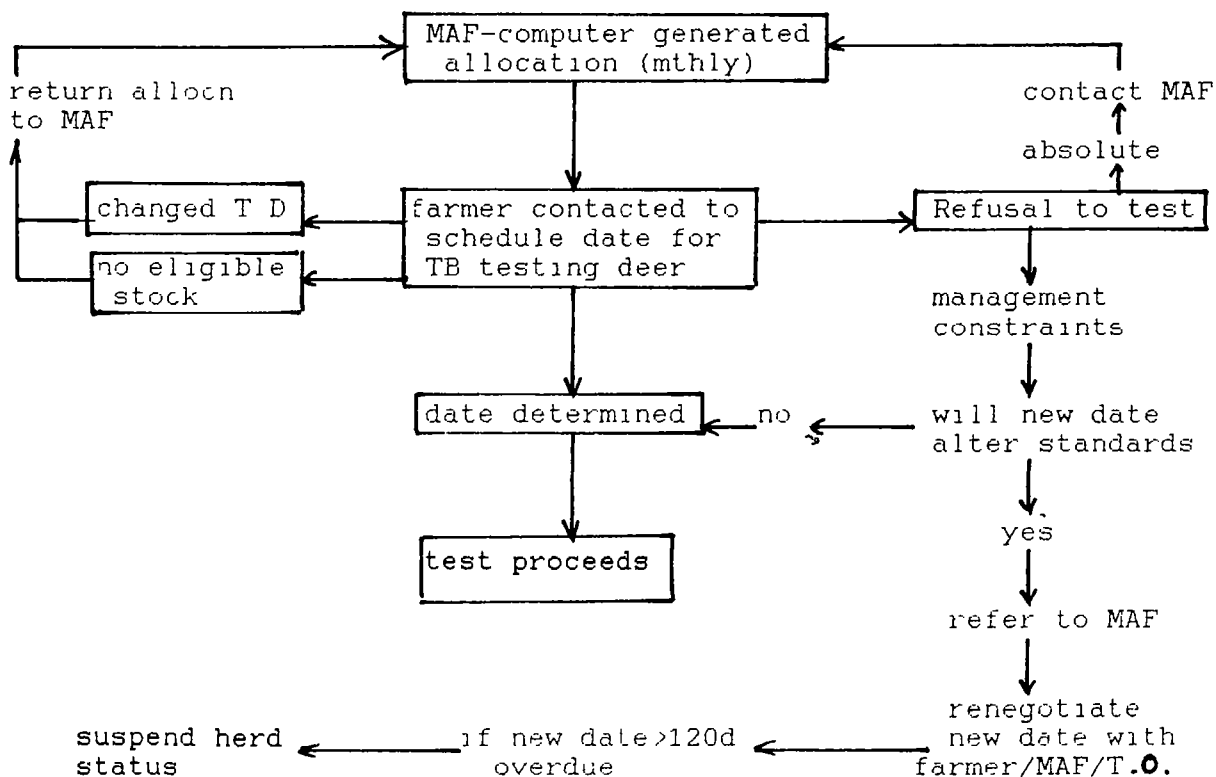 MAF-computer generated
allocation (mthly)
return allocn
to MAF
contact MAF
absolute
changed T D
farmer contacted to
schedule date for
TB testing deer
Refusal to test
no eligible
stock
management
constraints
date determined
no
will new date
alter standards
yes
test proceeds
refer to MAF
renegotiate
new date with
farmer/MAF/T.O.
if new date>120d
overdue
suspend herd
status